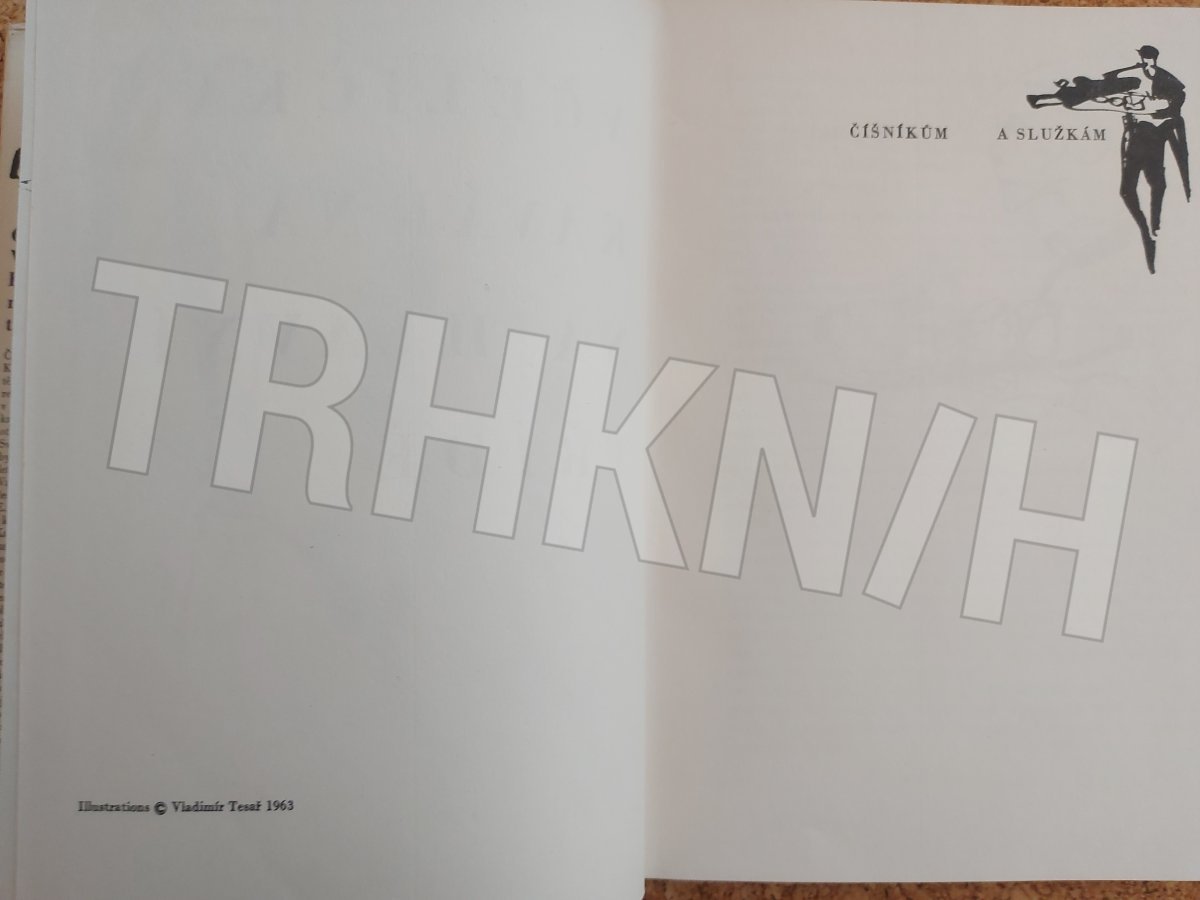 ČÍŠNÍKŮM A SLUŽKÁM
TRHKNIH
Illustrations © Vladimír Tesař 1963